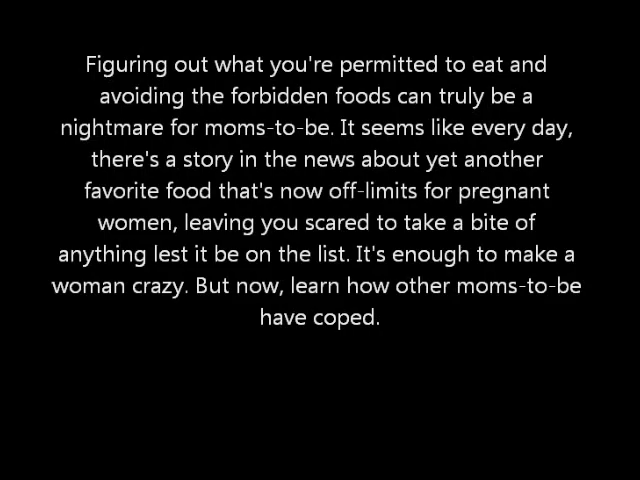 Figuring out what you're permitted to eat and
avoiding the forbidden foods can truly be a
nightmare for moms-to-be. It seems like every day,
there's a story in the news about yet another
favorite food that's now off-limits for pregnant
women, leaving you scared to take a bite of
anything lest it be on the list. It's enough to make a
woman crazy. But now, learn how other moms-to-be
have coped.